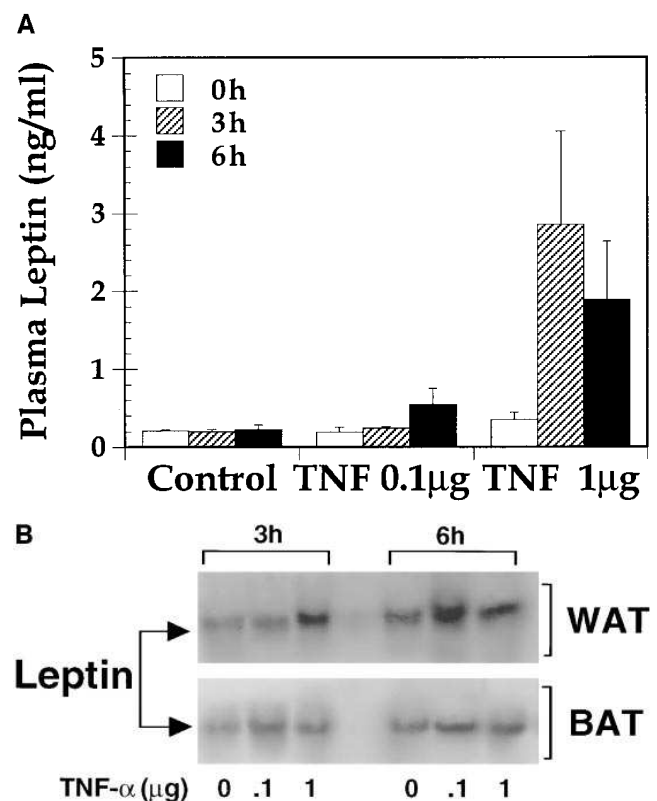 A
Plasma Leptin (ng/ml)
5
4
3
2
1
0
0h
3h
6h
Control TNF 0.1μg TNF 1μg
B
3h 6h
WAT
Leptin
BAT
TNF-α (μg) 0 .1 1 0 .1 1